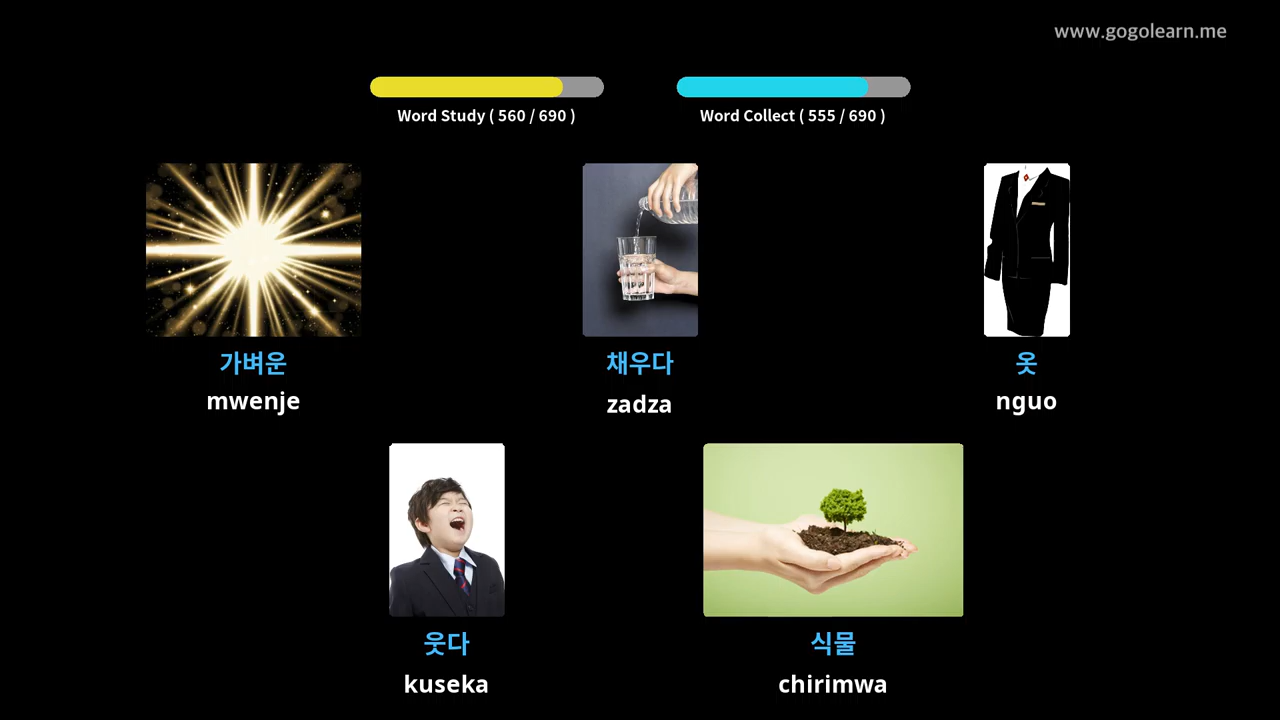 www.gogolearn.me
Word Study ( 560 / 690 )
Word Collect ( 555 / 690 )
가벼운
mwenje
채우다
zadza
옷
nguo
웃다
kuseka
식물
chirimwa